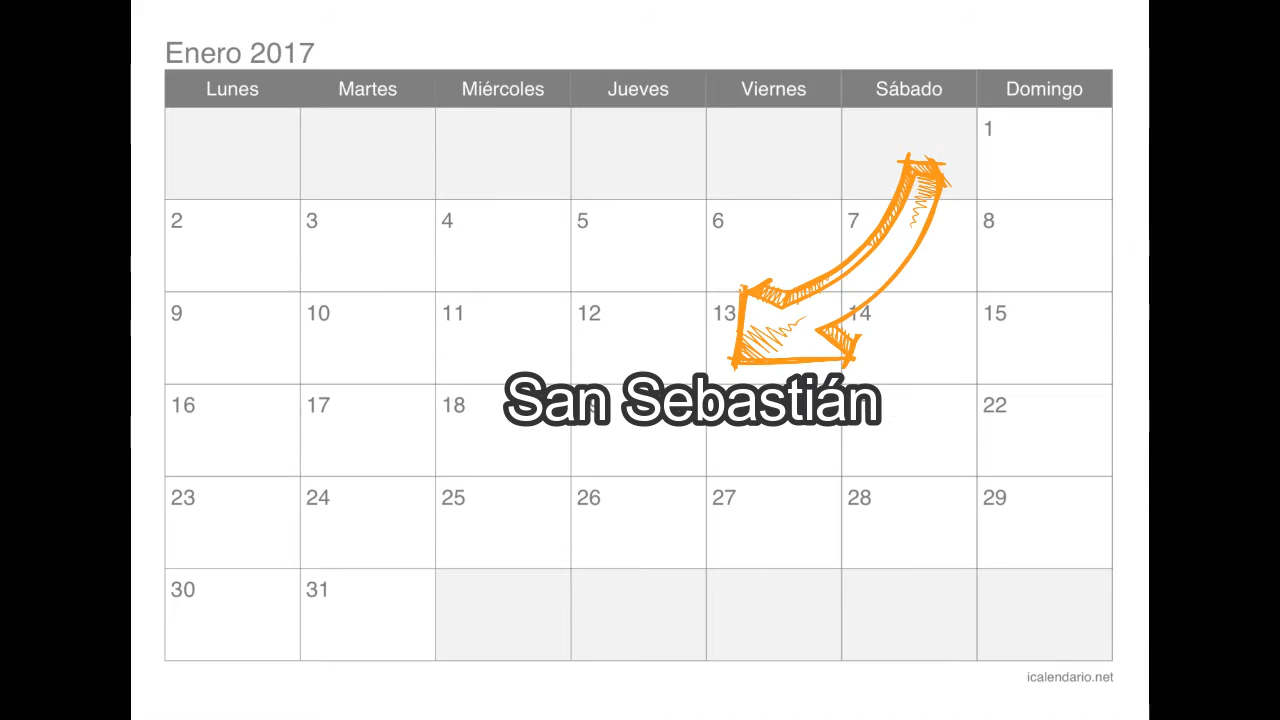 Enero 2017
Lunes Martes Miércoles Jueves Viernes Sábado Domingo
1
2 3 4 5 6 7 8
9 10 11 12 13 14 15
16 17 18 San Sebastián 22
23 24 25 26 27 28 29
30 31
icalendario.net